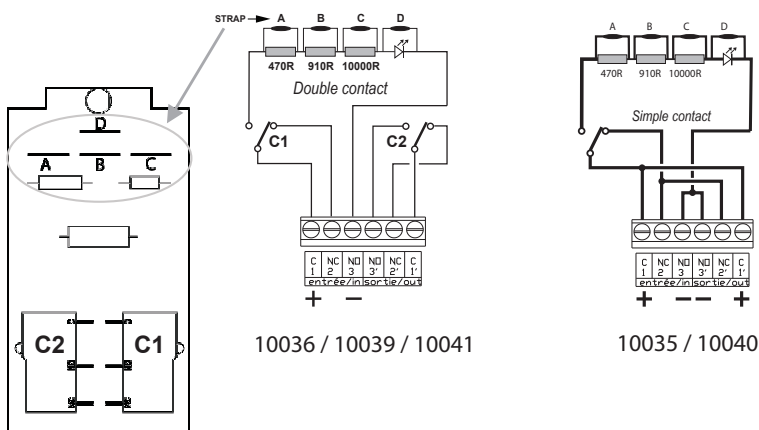 STRAP A B C D
470R 910R 10000R
Double contact
C1 C2
C NC NO NO NC C
1 2 3 3' 2' 1'
entrée/in sortie/out
+ −
10036 / 10039 / 10041
A B C D
470R 910R 10000R
Simple contact
C NC NO NO NC C
1 2 3 3' 2' 1'
entrée/in sortie/out
+ − − +
10035 / 10040
D
A B C
C2 C1